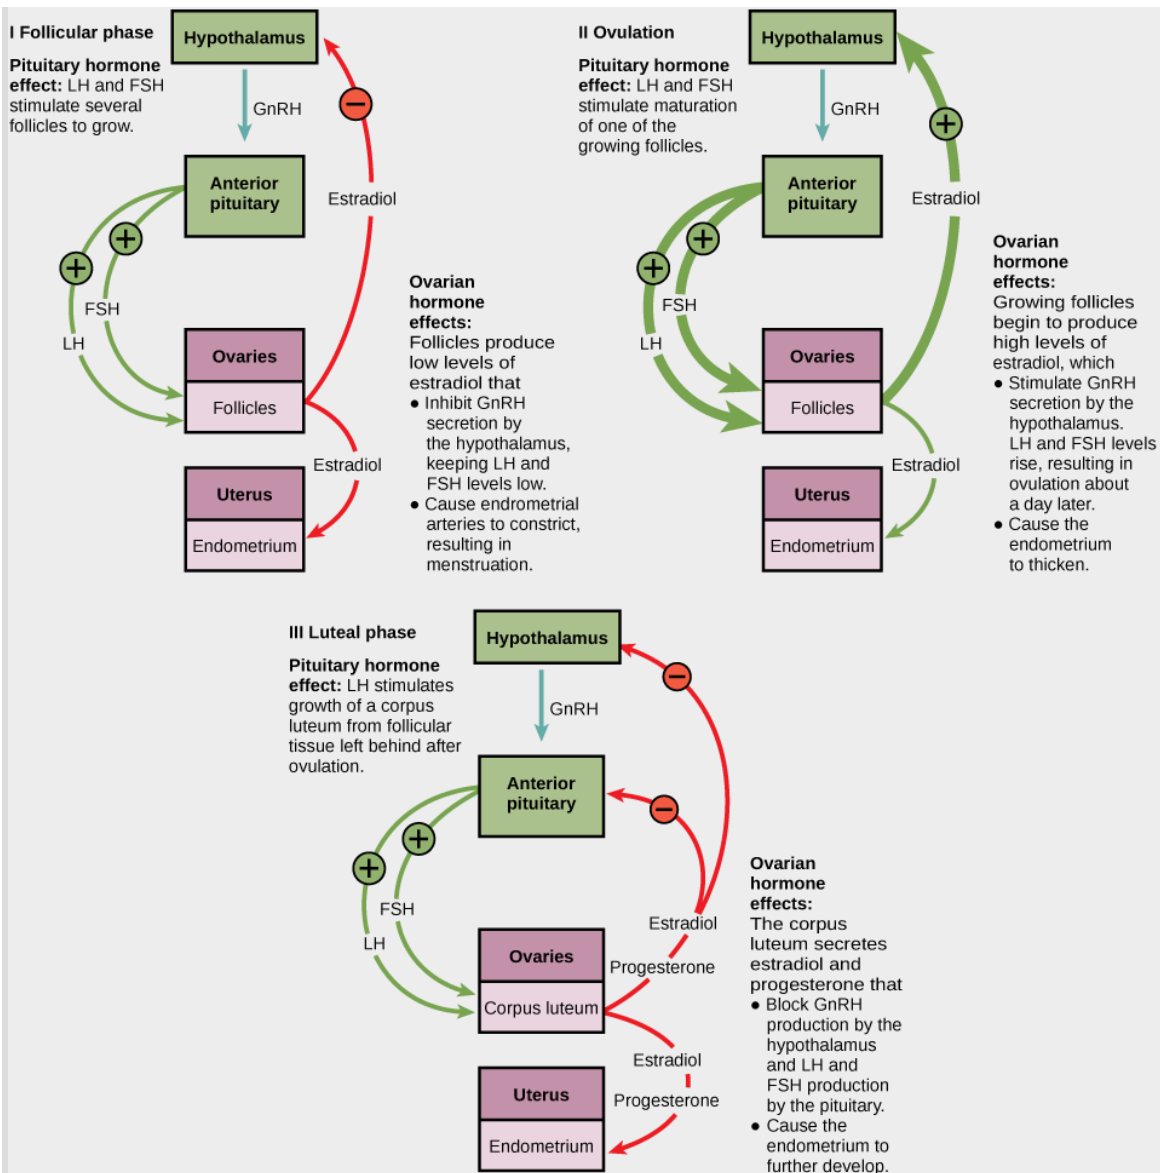 I Follicular phase
Pituitary hormone
effect: LH and FSH
stimulate several
follicles to grow.
Hypothalamus
GnRH
Anterior
pituitary
Estradiol
FSH
LH
Ovaries
Follicles
Estradiol
Uterus
Endometrium
Ovarian
hormone
effects:
Follicles produce
low levels of
estradiol that
● Inhibit GnRH
secretion by
the hypothalamus,
keeping LH and
FSH levels low.
● Cause endrometrial
arteries to constrict,
resulting in
menstruation.
II Ovulation
Pituitary hormone
effect: LH and FSH
stimulate maturation
of one of the
growing follicles.
Hypothalamus
GnRH
Anterior
pituitary
Estradiol
FSH
LH
Ovaries
Follicles
Estradiol
Uterus
Endometrium
Ovarian
hormone
effects:
Growing follicles
begin to produce
high levels of
estradiol, which
● Stimulate GnRH
secretion by the
hypothalamus.
LH and FSH levels
rise, resulting in
ovulation about
a day later.
● Cause the
endometrium
to thicken.
III Luteal phase
Pituitary hormone
effect: LH stimulates
growth of a corpus
luteum from follicular
tissue left behind after
ovulation.
Hypothalamus
GnRH
Anterior
pituitary
FSH
LH
Estradiol
Progesterone
Ovaries
Corpus luteum
Estradiol
Progesterone
Uterus
Endometrium
Ovarian
hormone
effects:
The corpus
luteum secretes
estradiol and
progesterone that
● Block GnRH
production by the
hypothalamus
and LH and
FSH production
by the pituitary.
● Cause the
endometrium to
further develop.